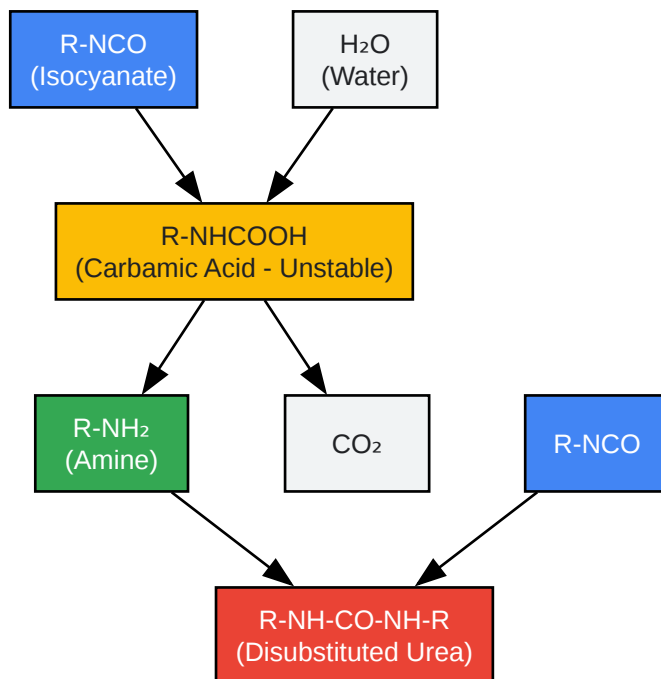 R-NCO
(Isocyanate)
H₂O
(Water)
R-NHCOOH
(Carbamic Acid - Unstable)
R-NH₂
(Amine)
CO₂
R-NCO
R-NH-CO-NH-R
(Disubstituted Urea)